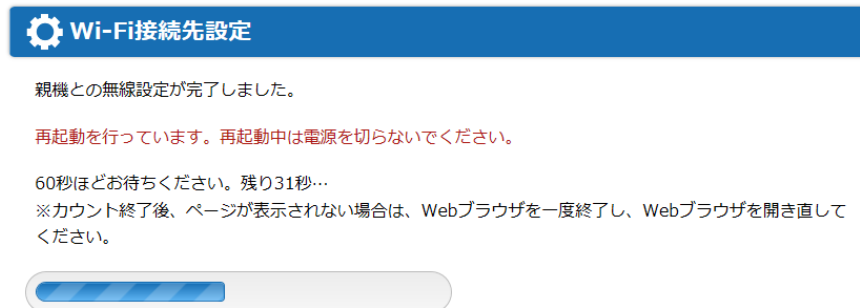 Wi-Fi接続先設定
親機との無線設定が完了しました。
再起動を行っています。再起動中は電源を切らないでください。
60秒ほどお待ちください。残り31秒…
※カウント終了後、ページが表示されない場合は、Webブラウザを一度終了し、Webブラウザを開き直して
ください。